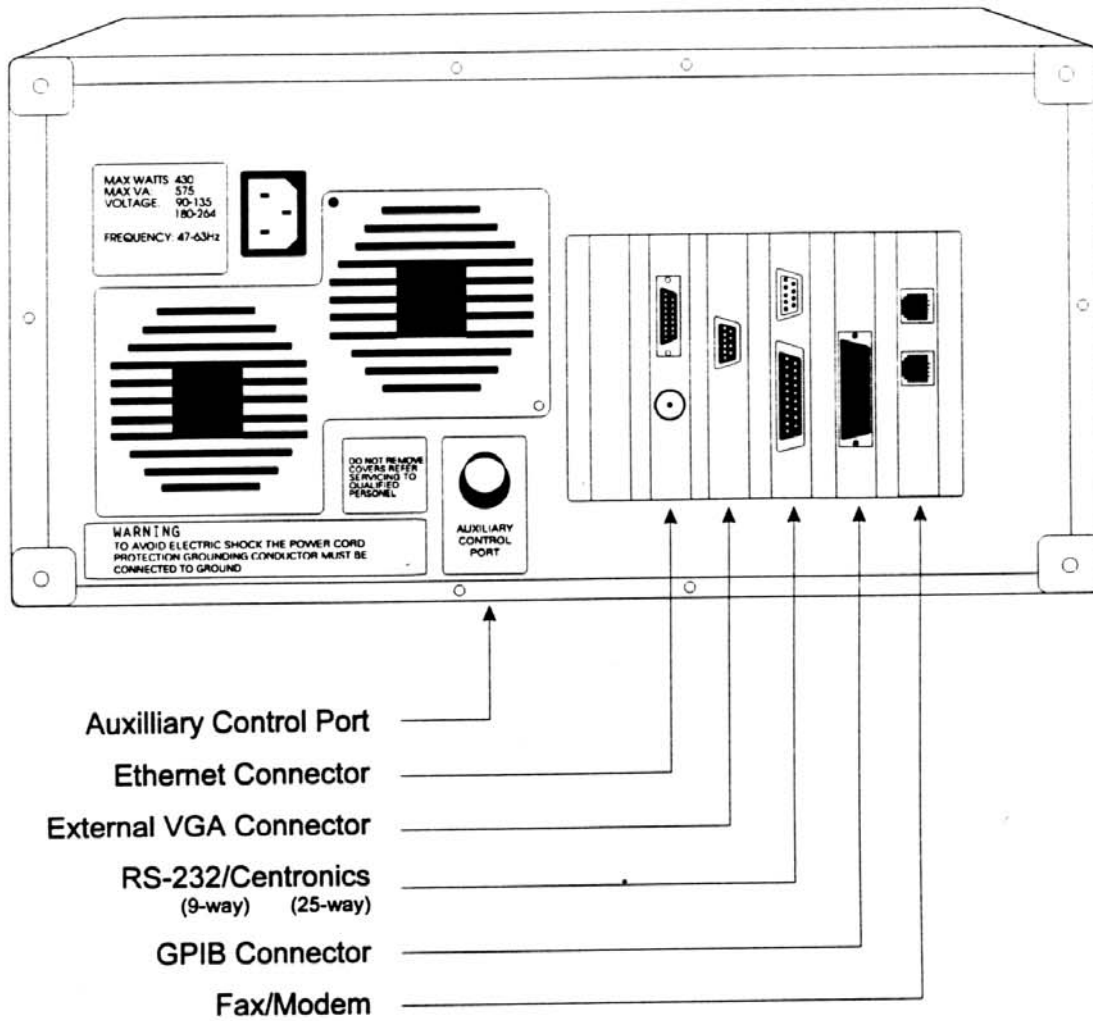 MAX WATTS 430
MAX VA: 575
VOLTAGE: 90-135
180-264
FREQUENCY: 47-63Hz
DO NOT REMOVE
COVERS REFER
SERVICING TO
QUALIFIED
PERSONEL
AUXILIARY
CONTROL
PORT
WARNING
TO AVOID ELECTRIC SHOCK THE POWER CORD
PROTECTION GROUNDING CONDUCTOR MUST BE
CONNECTED TO GROUND
Auxilliary Control Port
Ethernet Connector
External VGA Connector
RS-232/Centronics
(9-way) (25-way)
GPIB Connector
Fax/Modem